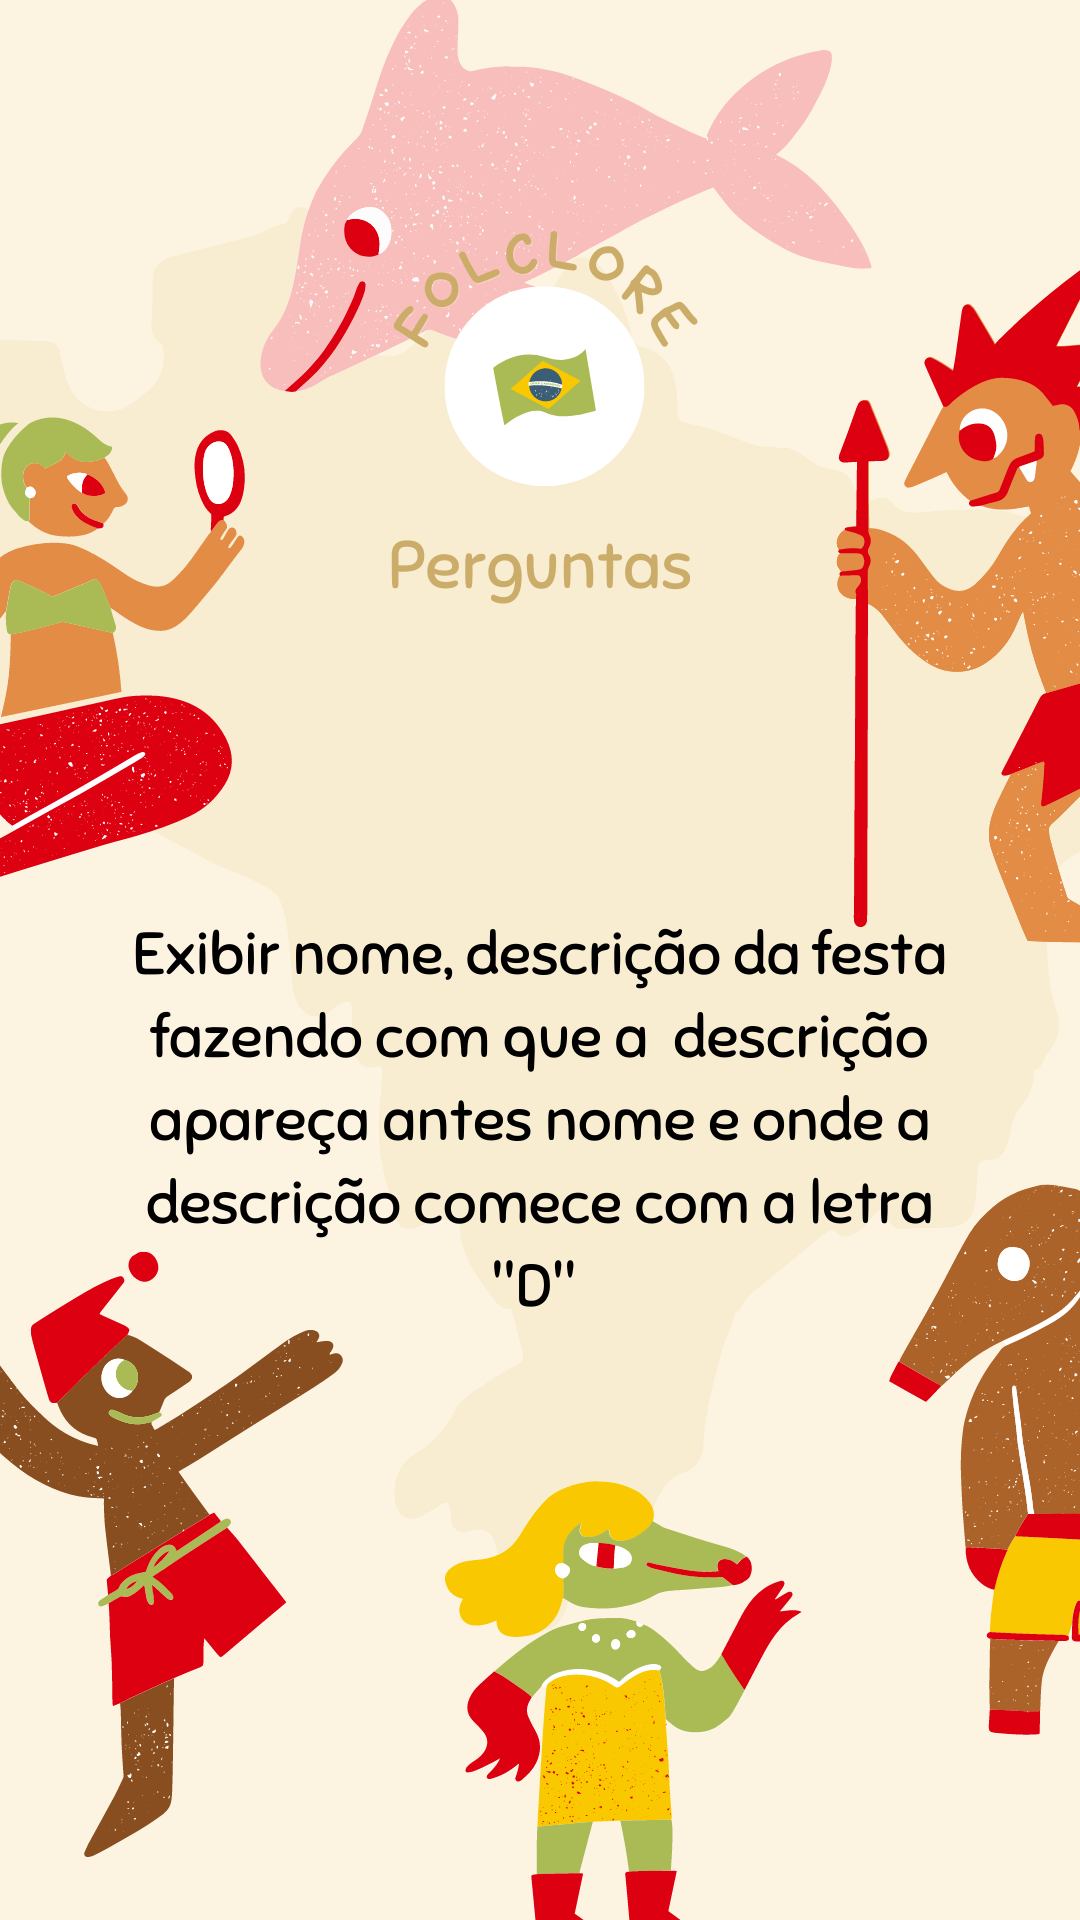 FOLCLORE
Perguntas
Exibir nome, descrição da festa
fazendo com que a  descrição
apareça antes nome e onde a
descrição comece com a letra
"D"